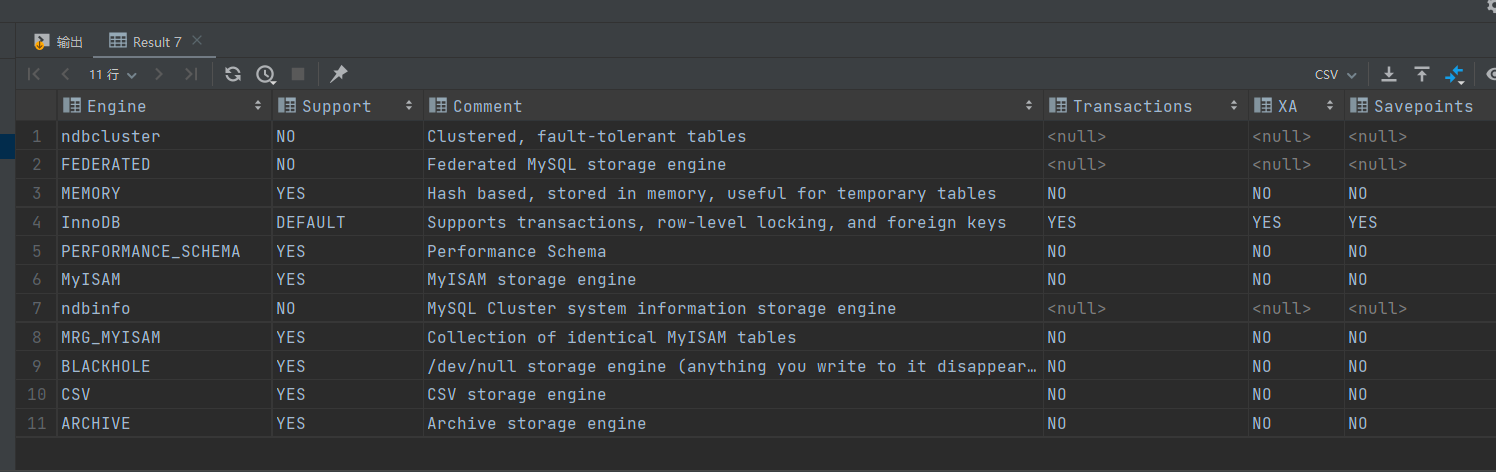 输出 Result 7
11 行 CSV
Engine Support Comment Transactions XA Savepoints
1 ndbcluster NO Clustered, fault-tolerant tables <null> <null> <null>
2 FEDERATED NO Federated MySQL storage engine <null> <null> <null>
3 MEMORY YES Hash based, stored in memory, useful for temporary tables NO NO NO
4 InnoDB DEFAULT Supports transactions, row-level locking, and foreign keys YES YES YES
5 PERFORMANCE_SCHEMA YES Performance Schema NO NO NO
6 MyISAM YES MyISAM storage engine NO NO NO
7 ndbinfo NO MySQL Cluster system information storage engine <null> <null> <null>
8 MRG_MYISAM YES Collection of identical MyISAM tables NO NO NO
9 BLACKHOLE YES /dev/null storage engine (anything you write to it disappear… NO NO NO
10 CSV YES CSV storage engine NO NO NO
11 ARCHIVE YES Archive storage engine NO NO NO